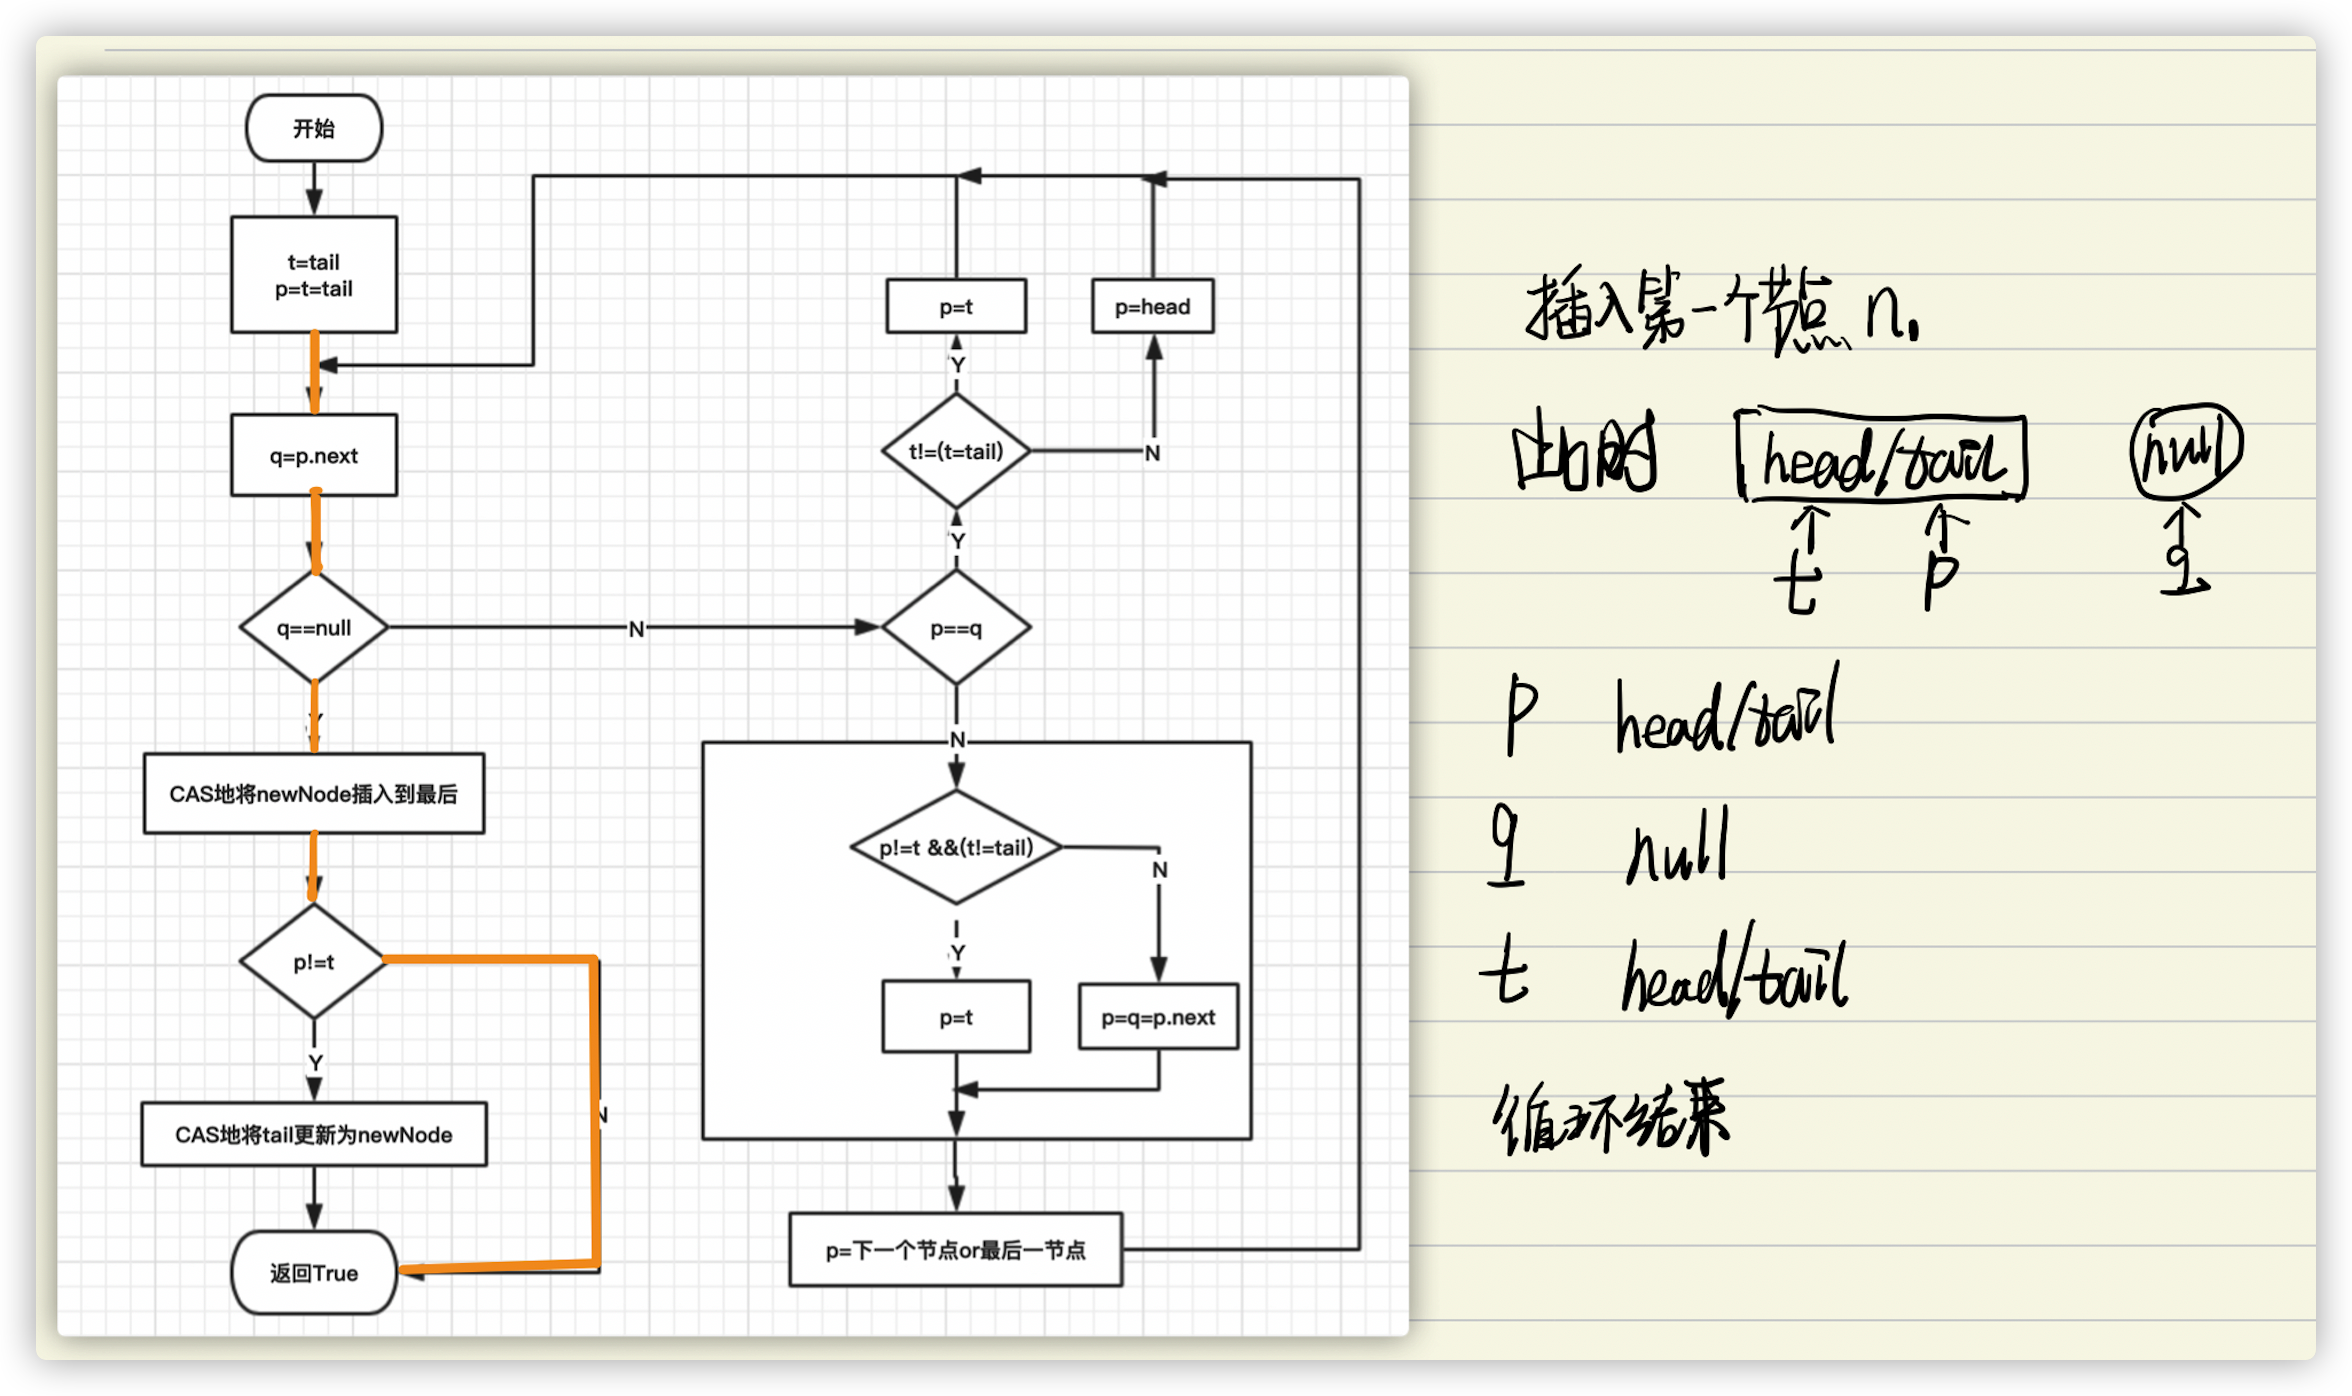 开始
t=tail
p=t=tail
q=p.next
q==null
N
Y
CAS地将newNode插入到最后
p!=t
N
Y
CAS地将tail更新为newNode
返回True
p=t
p=head
Y
t!=(t=tail)
N
Y
p==q
N
p!=t &&(t!=tail)
N
Y
p=t
p=q=p.next
p=下一个节点or最后一节点
插入第一个节点 n1
此时 head/tail null
t p q
p head/tail
q null
t head/tail
循环结束